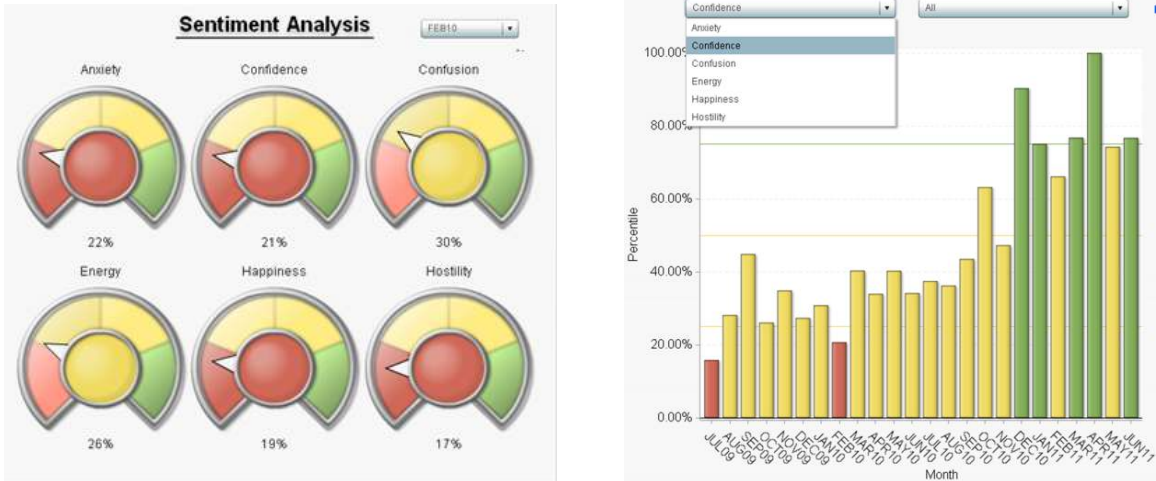 Sentiment Analysis
FEB10
Anxiety
Confidence
Confusion
22%
21%
30%
Energy
Happiness
Hostility
26%
19%
17%
Confidence
All
Anxiety
Confidence
Confusion
Energy
Happiness
Hostility
100.00%
80.00%
60.00%
40.00%
20.00%
0.00%
Percentile
JUL09
AUG09
SEP09
OCT09
NOV09
DEC09
JAN10
FEB10
MAR10
APR10
MAY10
JUN10
JUL10
AUG10
SEP10
OCT10
NOV10
DEC10
JAN11
FEB11
MAR11
APR11
MAY11
JUN11
Month